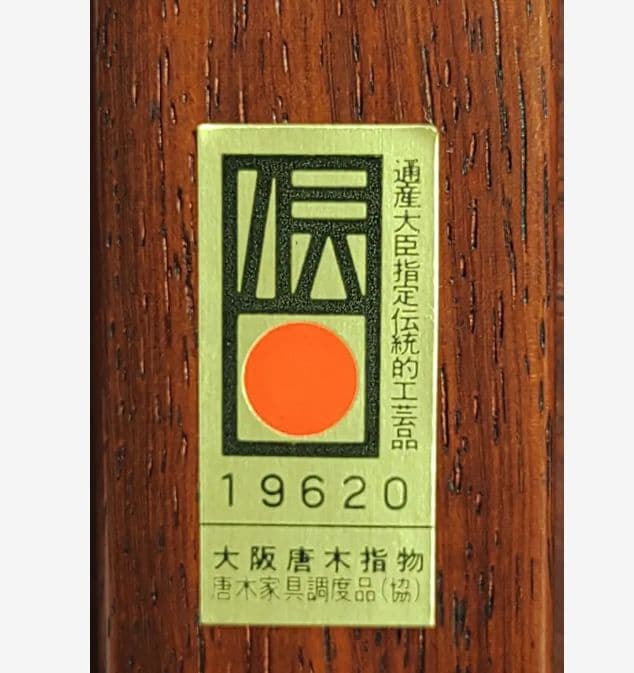 伝
通産大臣指定伝統的工芸品
19620
大阪唐木指物
唐木家具調度品(協)